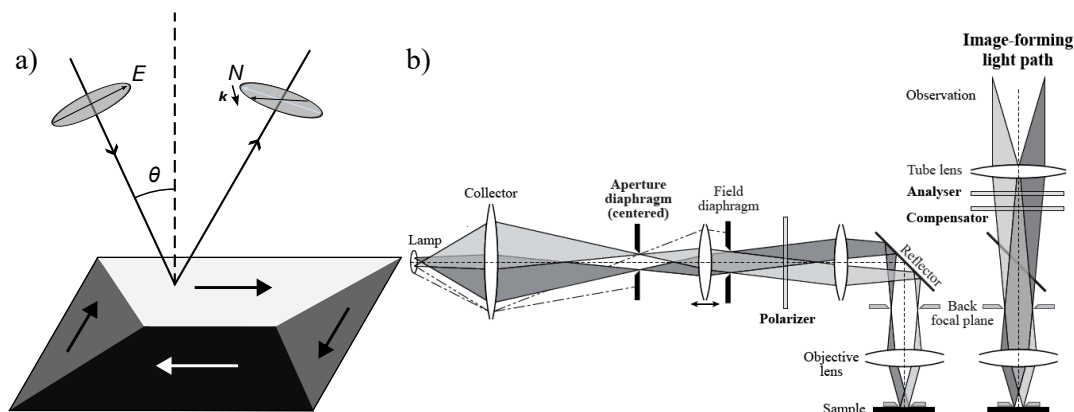 a)
E
N
k
θ
b)
Image-forming
light path
Observation
Tube lens
Analyser
Compensator
Collector
Aperture
diaphragm
(centered)
Field
diaphragm
Lamp
Polarizer
Reflector
Back
focal plane
Objective
lens
Sample